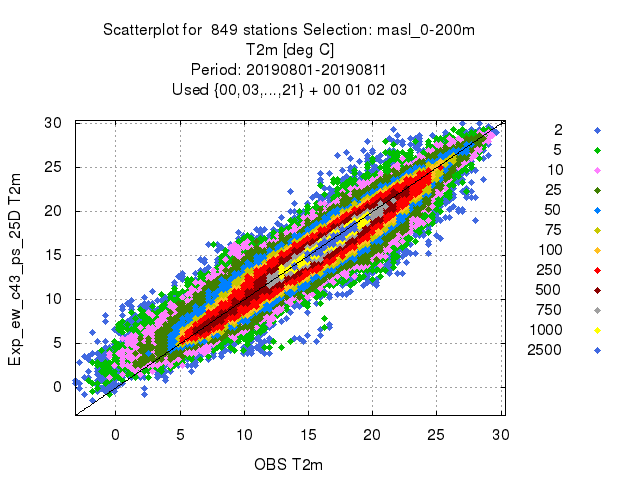 Scatterplot for 849 stations Selection: masl_0-200m
T2m [deg C]
Period: 20190801-20190811
Used {00,03,...,21} + 00 01 02 03
30
25
20
15
10
5
0
Exp_ew_c43_ps_25D T2m
0 5 10 15 20 25 30
OBS T2m
2
5
10
25
50
75
100
250
500
750
1000
2500